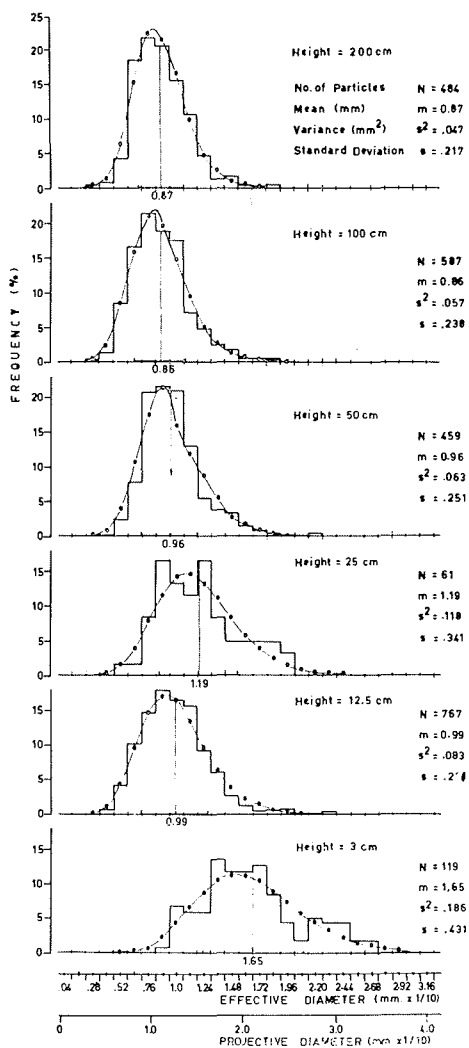 FREQUENCY (%)
25
20
15
10
5
0
Height = 200 cm
No. of Particles N = 484
Mean (mm) m = 0.87
Variance (mm²) s² = .047
Standard Deviation s = .217
0.87
20
15
10
5
0
Height = 100 cm
N = 587
m = 0.86
s² = .057
s = .238
20
15
10
5
0
Height = 50 cm
N = 459
m = 0.96
s² = .063
s = .251
0.96
15
10
5
0
Height = 25 cm
N = 61
m = 1.19
s² = .118
s = .341
1.19
15
10
5
0
Height = 12.5 cm
N = 767
m = 0.99
s² = .083
0.99
15
10
5
0
Height = 3 cm
N = 119
m = 1.65
s² = .186
1.65
.04 .28 .52 .76 1.0 1.24 1.48 1.72 1.96 2.20 2.44 2.68 2.92 3.16
EFFECTIVE DIAMETER (mm. x 1/10)
0 1.0 2.0 3.0 4.0
PROJECTIVE DIAMETER (mm x 1/10)